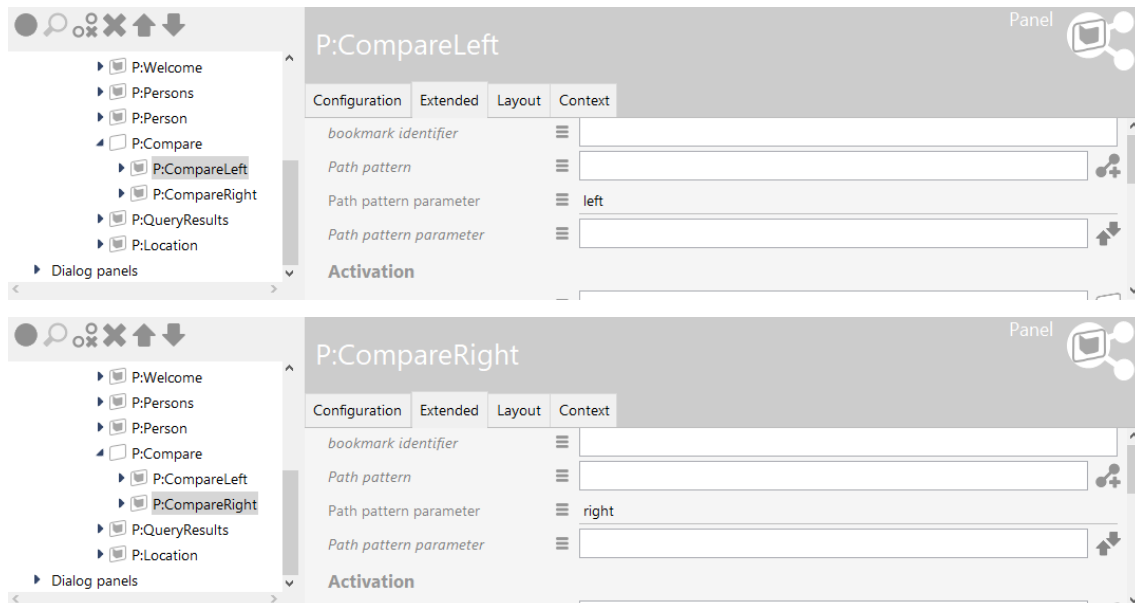 Panel
P:CompareLeft
P:Welcome
P:Persons
P:Person
P:Compare
P:CompareLeft
P:CompareRight
P:QueryResults
P:Location
Dialog panels
Configuration Extended Layout Context
bookmark identifier
Path pattern
Path pattern parameter left
Path pattern parameter
Activation
Panel
P:CompareRight
P:Welcome
P:Persons
P:Person
P:Compare
P:CompareLeft
P:CompareRight
P:QueryResults
P:Location
Dialog panels
Configuration Extended Layout Context
bookmark identifier
Path pattern
Path pattern parameter right
Path pattern parameter
Activation